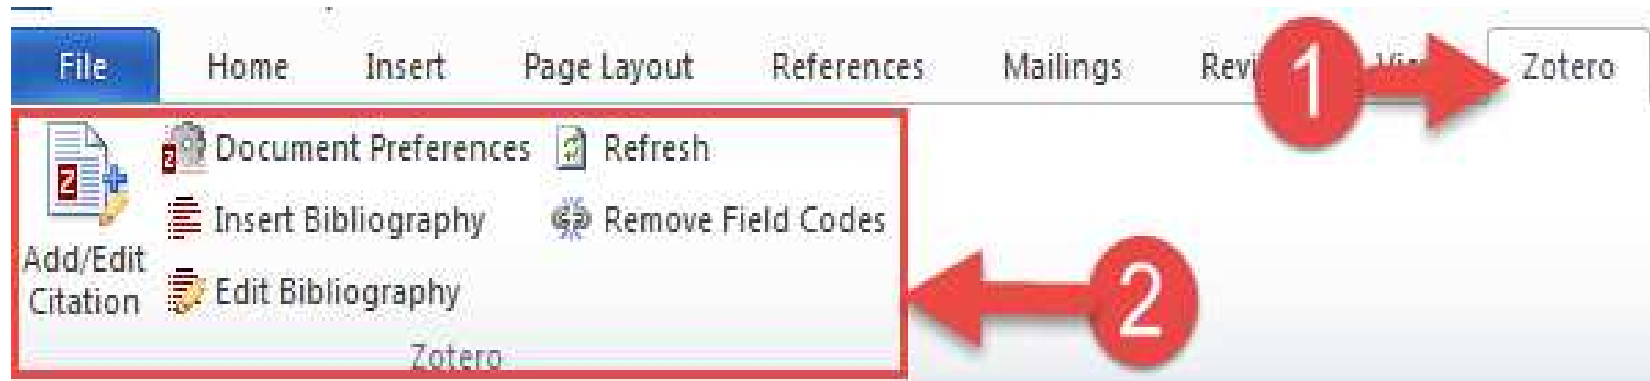 File Home Insert Page Layout References Mailings Zotero
1
Document Preferences Refresh
Insert Bibliography Remove Field Codes
Add/Edit
Citation
Edit Bibliography
2
Zotero